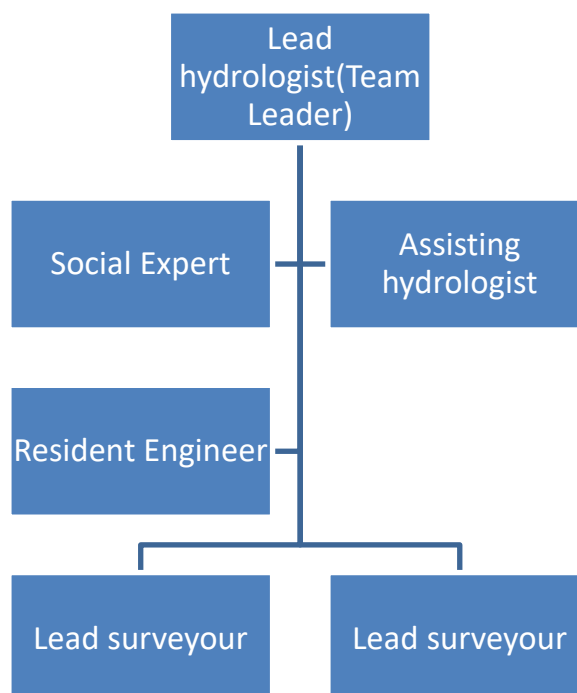 Lead
hydrologist(Team
Leader)
Social Expert
Assisting
hydrologist
Resident Engineer
Lead surveyour
Lead surveyour